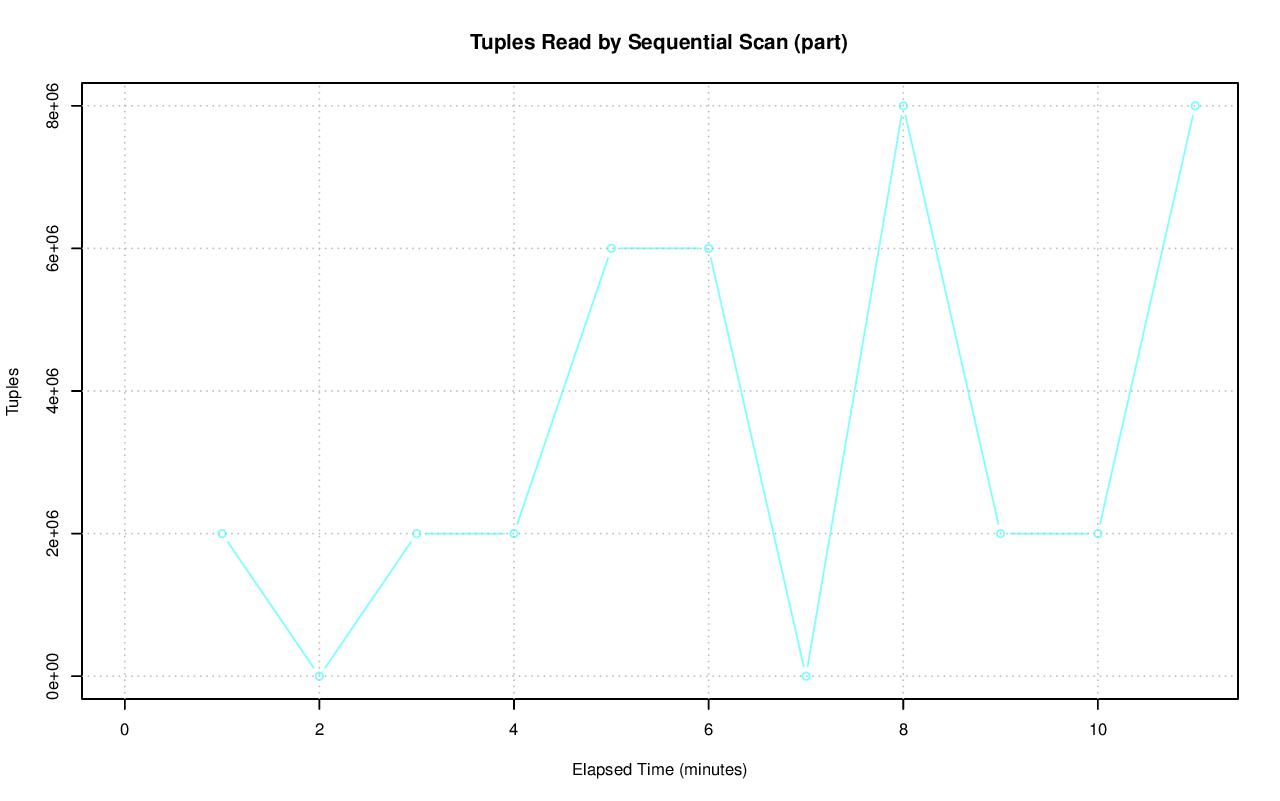 Tuples Read by Sequential Scan (part)
8e+06
6e+06
4e+06
2e+06
0e+00
Tuples
0 2 4 6 8 10
Elapsed Time (minutes)